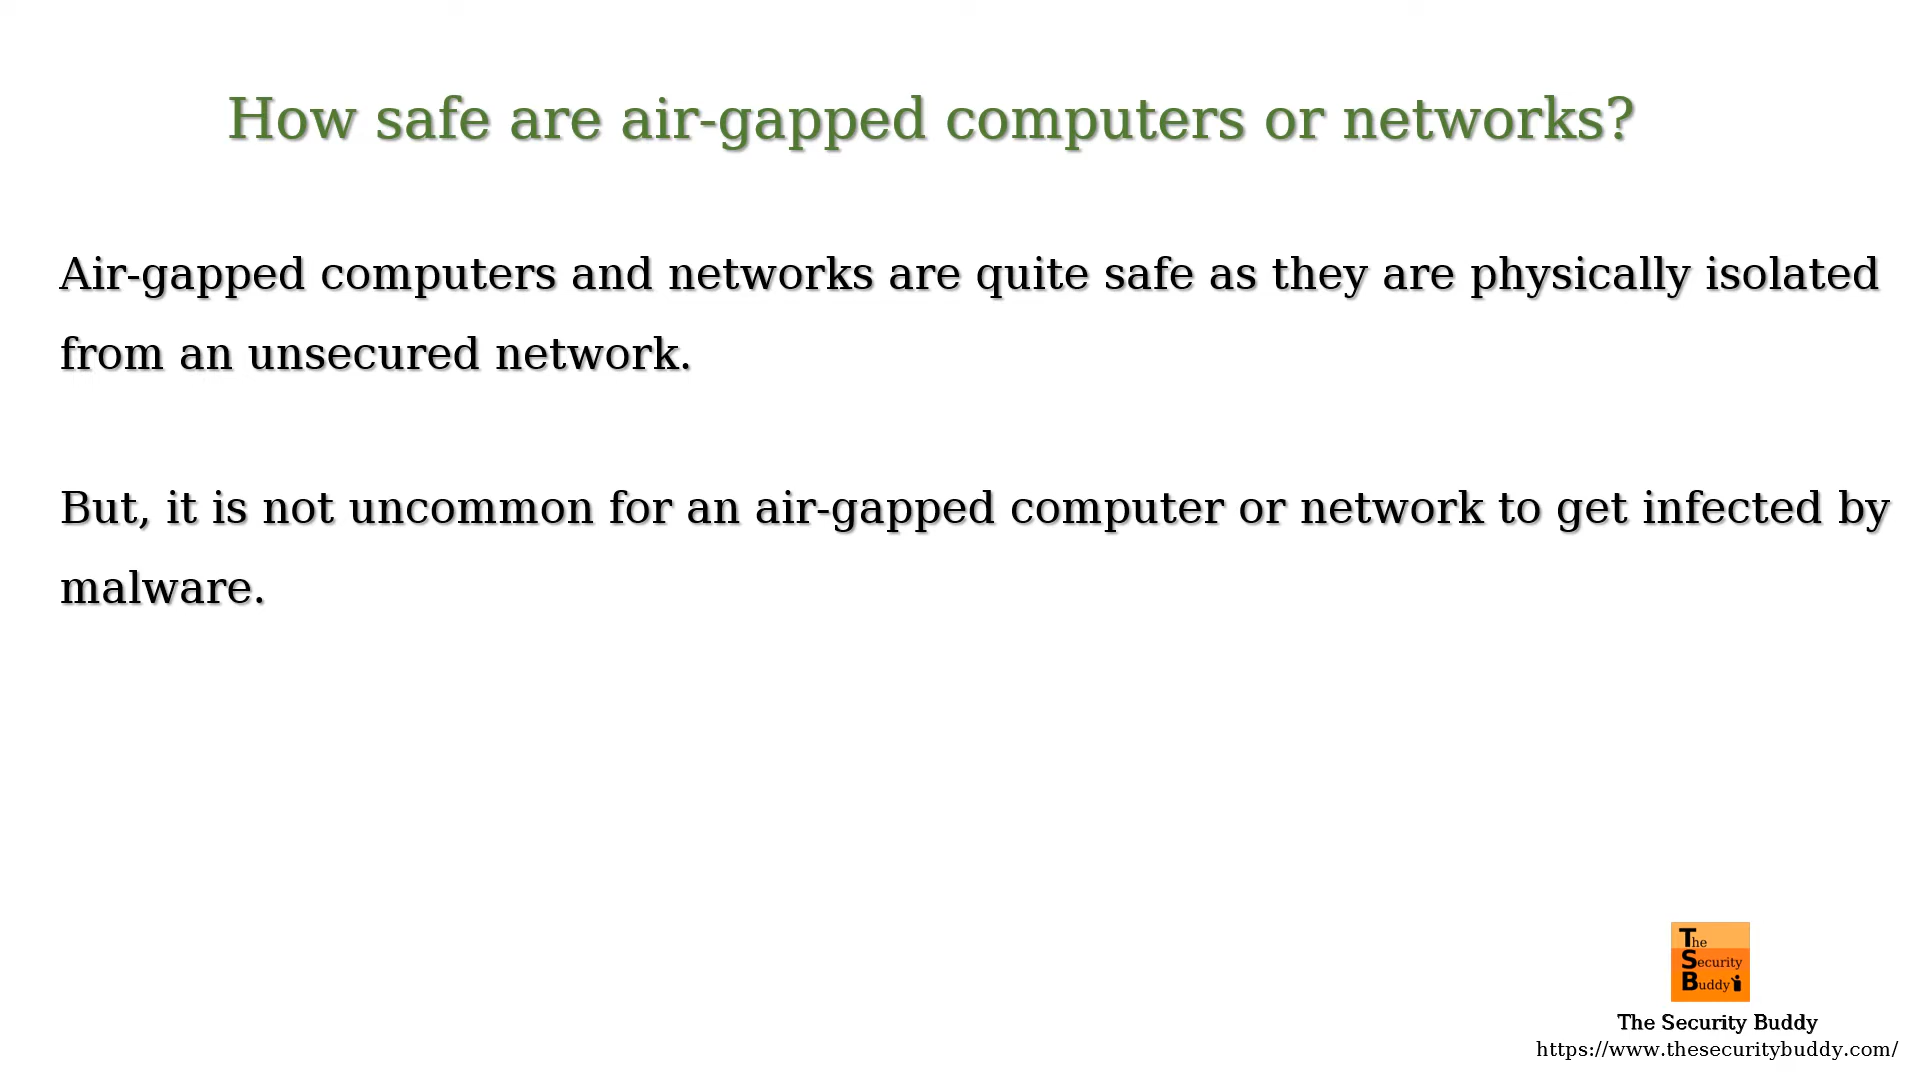 How safe are air-gapped computers or networks?
Air-gapped computers and networks are quite safe as they are physically isolated
from an unsecured network.
But, it is not uncommon for an air-gapped computer or network to get infected by
malware.
The
Security
Buddy
The Security Buddy
https://www.thesecuritybuddy.com/